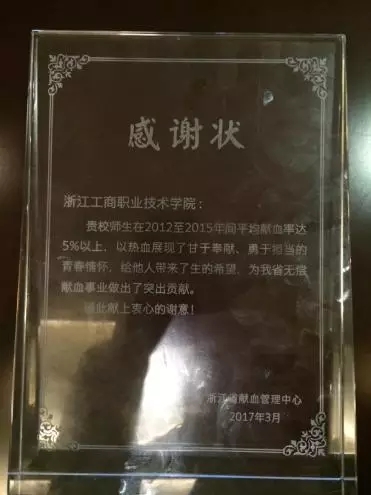 感谢状
浙江工商职业技术学院：
贵校师生在2012至2015年间平均献血率达
5%以上，以热血展现了甘于奉献、勇于担当的
青春情怀，给他人带来了生的希望，为我省无偿
献血事业做出了突出贡献。
谨此献上衷心的谢意！
浙江省献血管理中心
2017年3月